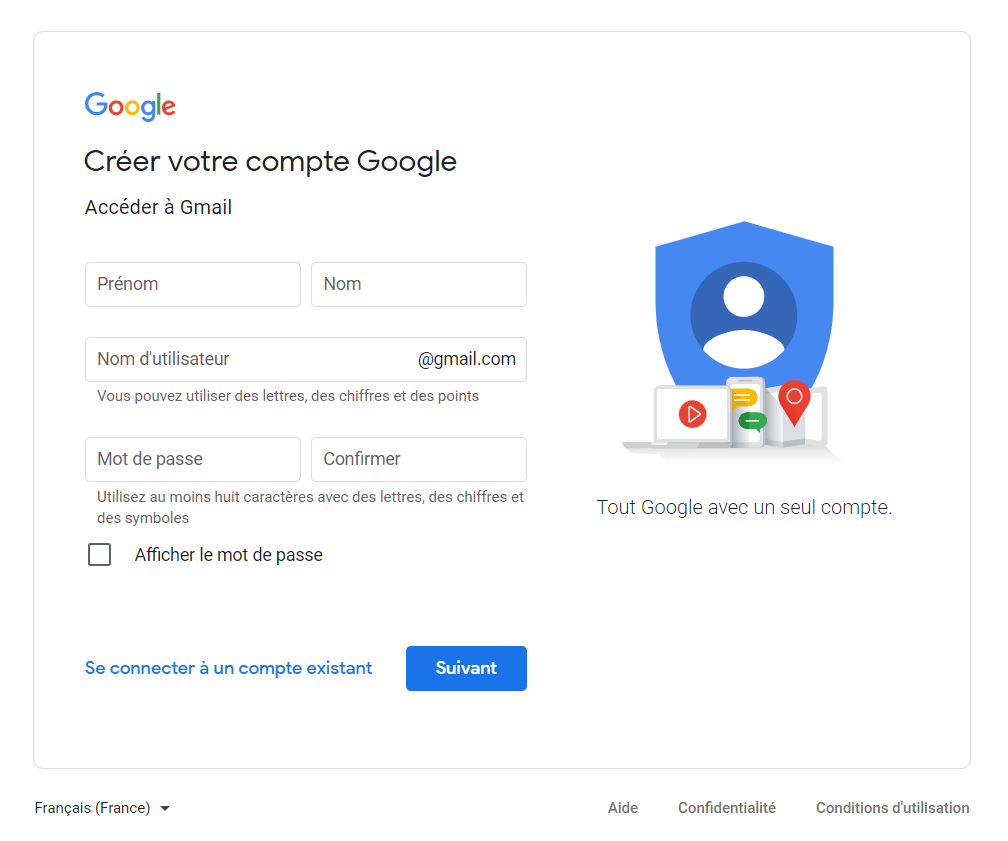 Google
Créer votre compte Google
Accéder à Gmail
Prénom
Nom
Nom d'utilisateur
@gmail.com
Vous pouvez utiliser des lettres, des chiffres et des points
Mot de passe
Confirmer
Utilisez au moins huit caractères avec des lettres, des chiffres et
des symboles
Afficher le mot de passe
Se connecter à un compte existant
Suivant
Tout Google avec un seul compte.
Français (France)
Aide
Confidentialité
Conditions d'utilisation